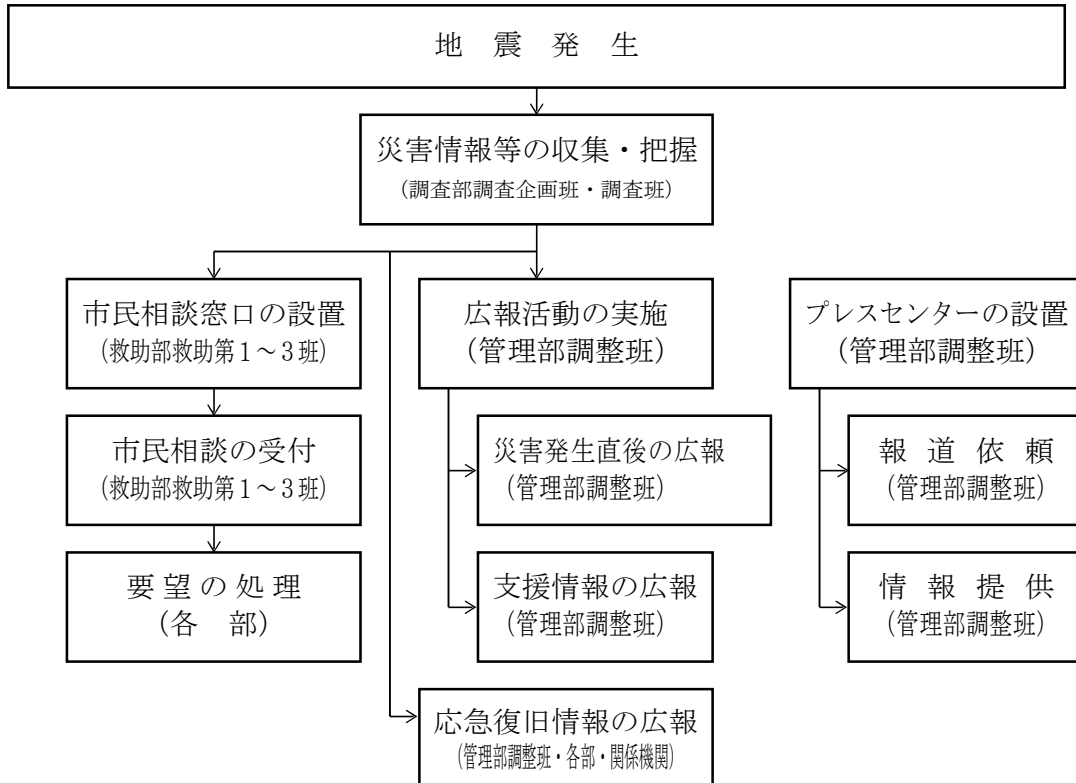 地　震　発　生
災害情報等の収集・把握
（調査部調査企画班・調査班）
市民相談窓口の設置
（救助部救助第１～３班）
広報活動の実施
（管理部調整班）
プレスセンターの設置
（管理部調整班）
市民相談の受付
（救助部救助第１～３班）
災害発生直後の広報
（管理部調整班）
報　道　依　頼
（管理部調整班）
要望の処理
（各　部）
支援情報の広報
（管理部調整班）
情　報　提　供
（管理部調整班）
応急復旧情報の広報
（管理部調整班・各部・関係機関）